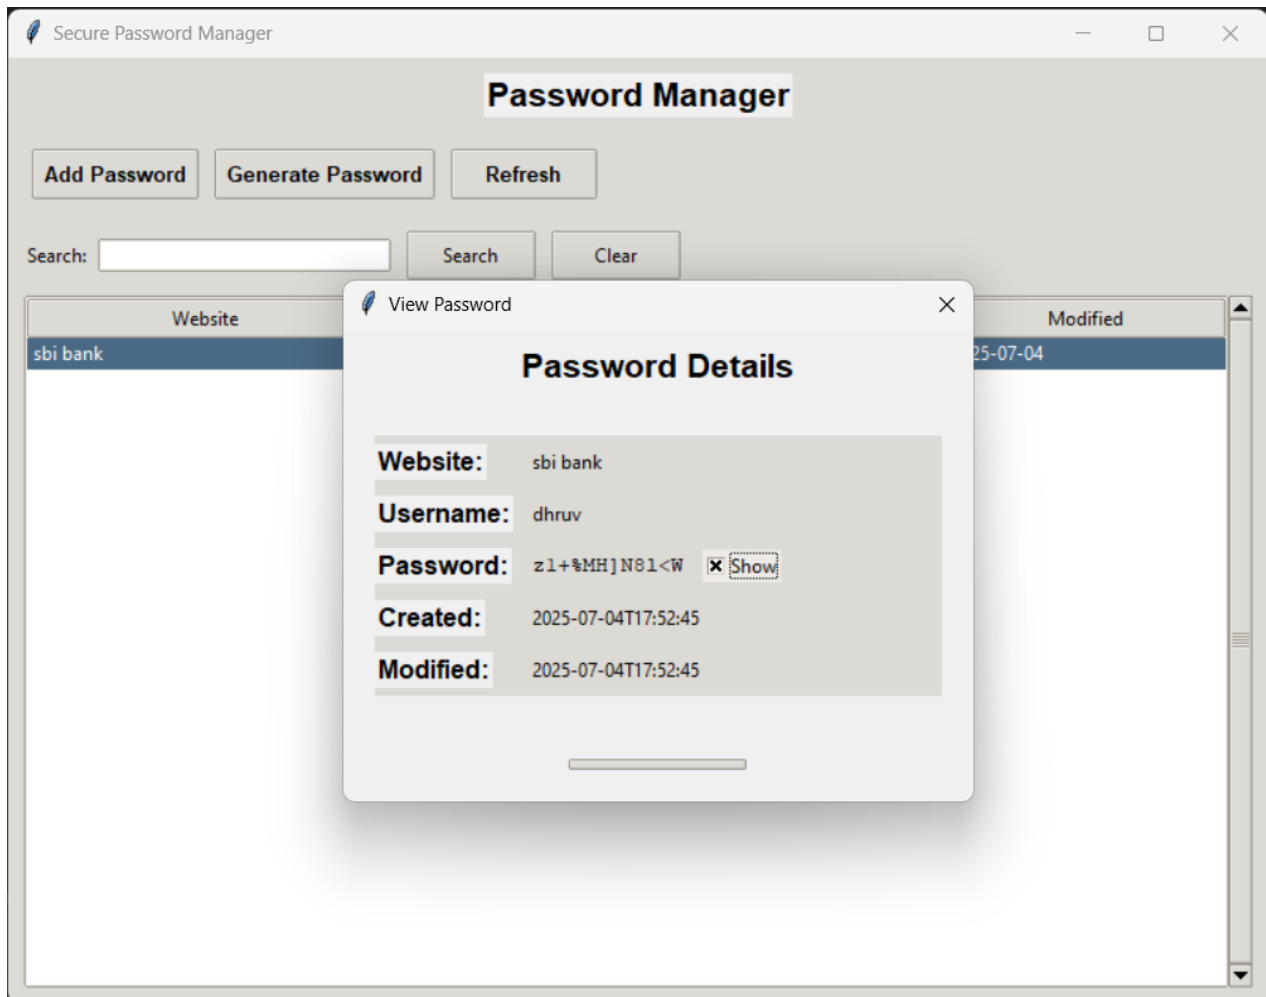 Secure Password Manager
Password Manager
Add Password Generate Password Refresh
Search: Search Clear
Website Modified
sbi bank 25-07-04
View Password
Password Details
Website: sbi bank
Username: dhruv
Password: zl+%MH]N8l<W Show
Created: 2025-07-04T17:52:45
Modified: 2025-07-04T17:52:45